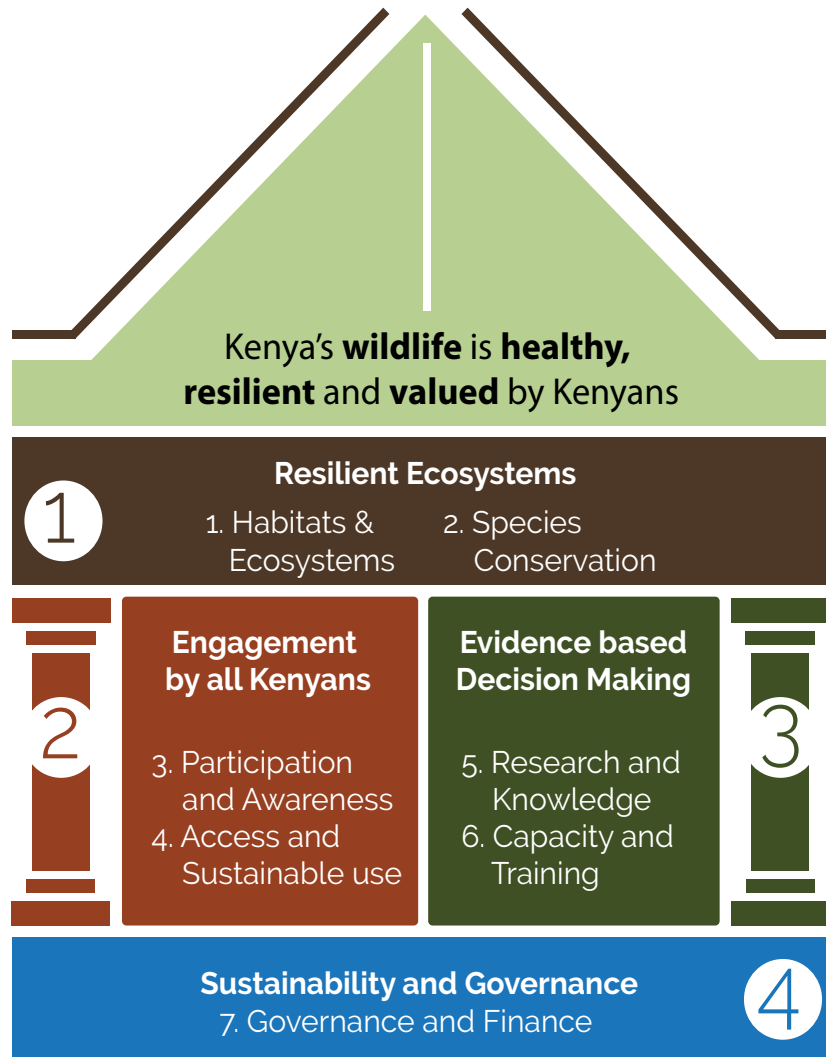 Kenya's wildlife is healthy,
resilient and valued by Kenyans
1
Resilient Ecosystems
1. Habitats &
Ecosystems
2. Species
Conservation
2
Engagement
by all Kenyans
3. Participation
and Awareness
4. Access and
Sustainable use
Evidence based
Decision Making
5. Research and
Knowledge
6. Capacity and
Training
3
Sustainability and Governance
7. Governance and Finance
4